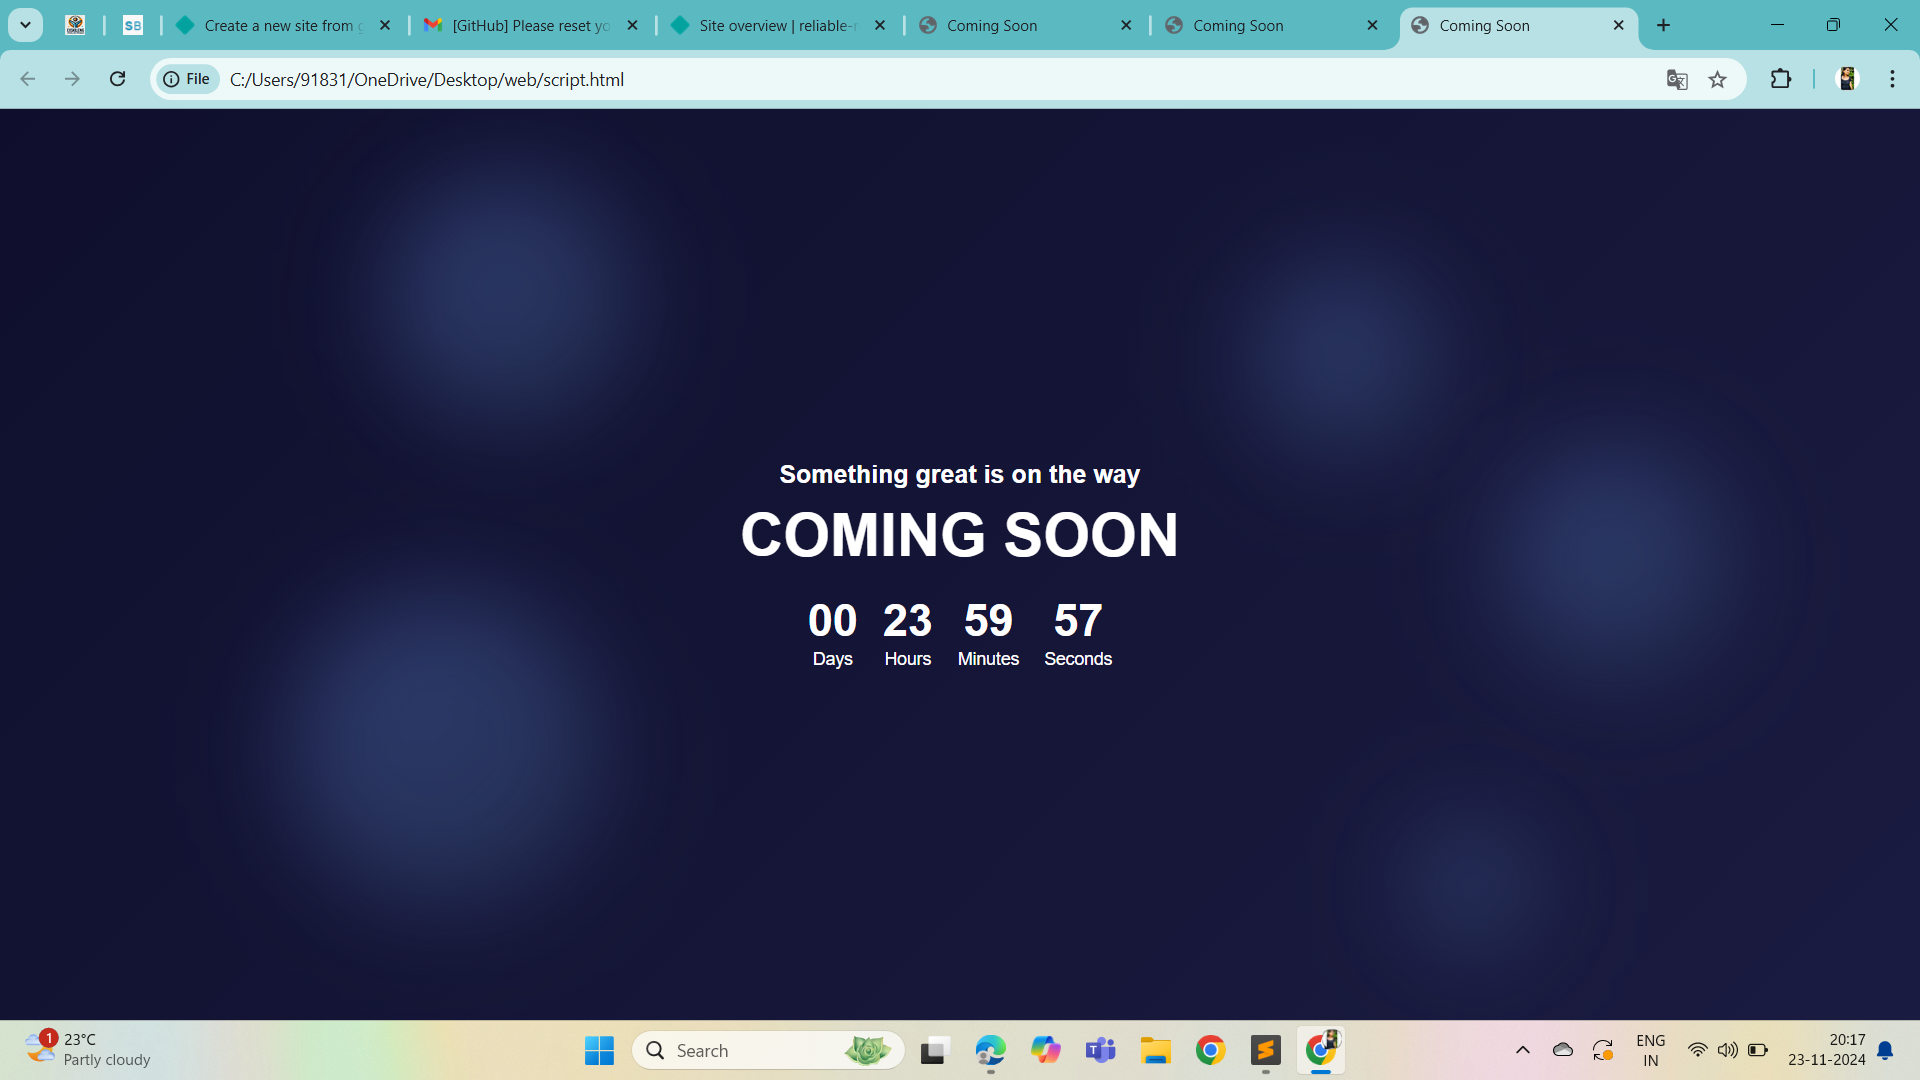 SB
Create a new site from
[GitHub] Please reset yo
Site overview | reliable-
Coming Soon
Coming Soon
Coming Soon
File
C:/Users/91831/OneDrive/Desktop/web/script.html
Something great is on the way
COMING SOON
00 23 59 57
Days Hours Minutes Seconds
1
23°C
Partly cloudy
Search
ENG
IN
20:17
23-11-2024